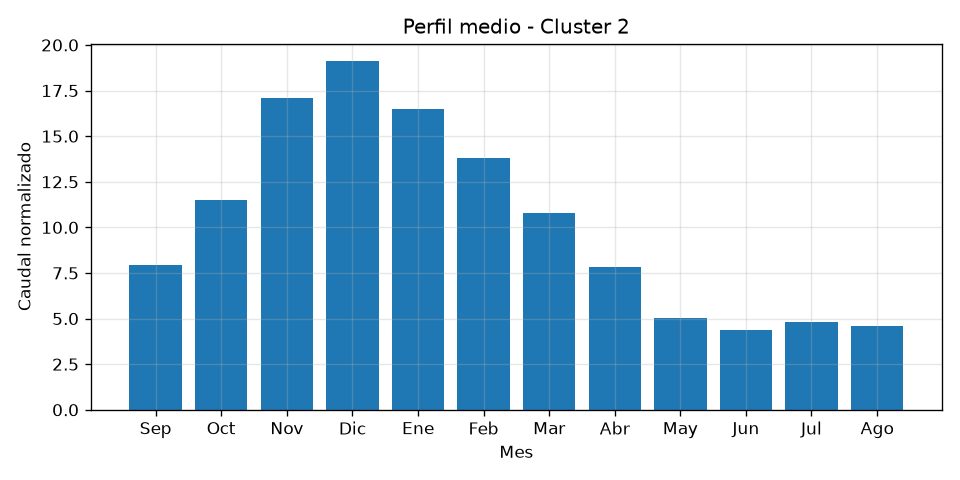 Perfil medio - Cluster 2
Caudal normalizado
20.0
17.5
15.0
12.5
10.0
7.5
5.0
2.5
0.0
Sep Oct Nov Dic Ene Feb Mar Abr May Jun Jul Ago
Mes